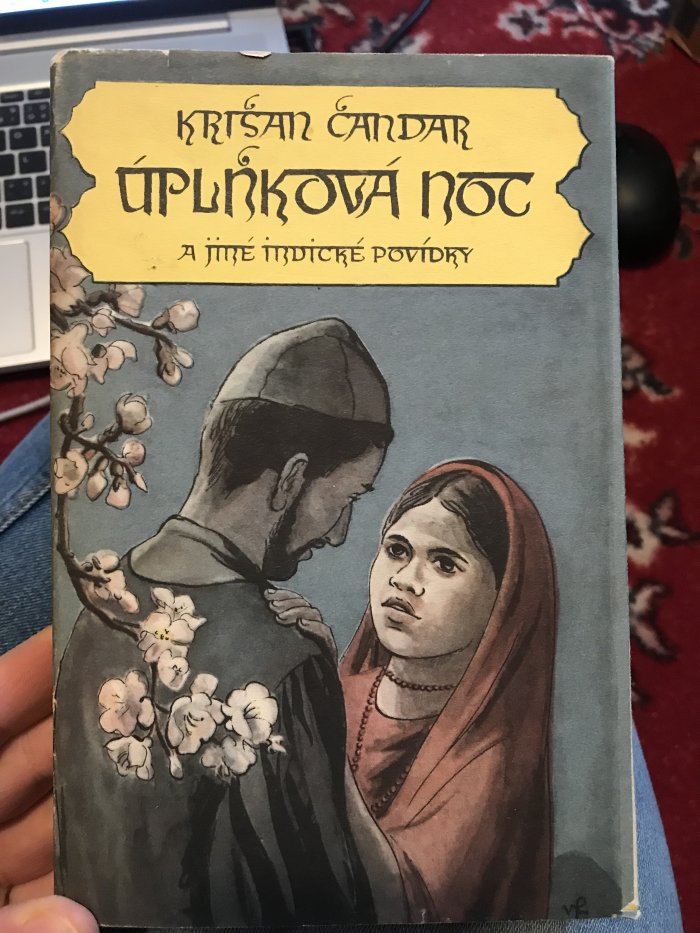 KRIŠAN ČANDAR
ÚPLŇKOVÁ NOC
A JINÉ INDICKÉ POVÍDKY